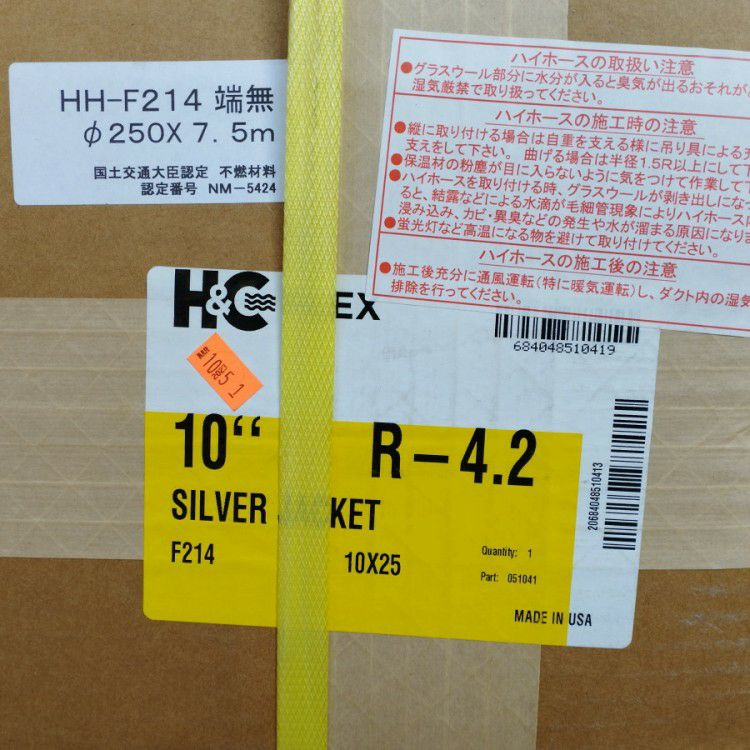 HH-F214 端無
φ250X 7.5m
国土交通大臣認定 不燃材料
認定番号 NM-5424
ハイホースの取扱い注意
●グラスウール部分に水分が入ると臭気が出るおそれが
湿気厳禁で取り扱ってください。
ハイホースの施工時の注意
●縦に取り付ける場合は自重を支える様に吊り具による
支えをして下さい。 曲げる場合は半径1.5R以上にして下
●保温材の粉塵が目に入らないように気をつけて作業して下
●ハイホースを取り付ける時、グラスウールが剥き出しにな
ると、結露などによる水滴が毛細管現象によりハイホース
浸み込み、カビ・異臭などの発生や水が溜まる原因になりま
●蛍光灯など高温になる物を避けて取り付けてください。
ハイホースの施工後の注意
●施工後充分に通風運転(特に暖気運転)し、ダクト内の湿気
排除を行ってください。
H&C EX
684048510419
10“ R-4.2
SILVER KET
F214 10X25
Quantity: 1
Part: 051041
MADE IN USA
20684048510413